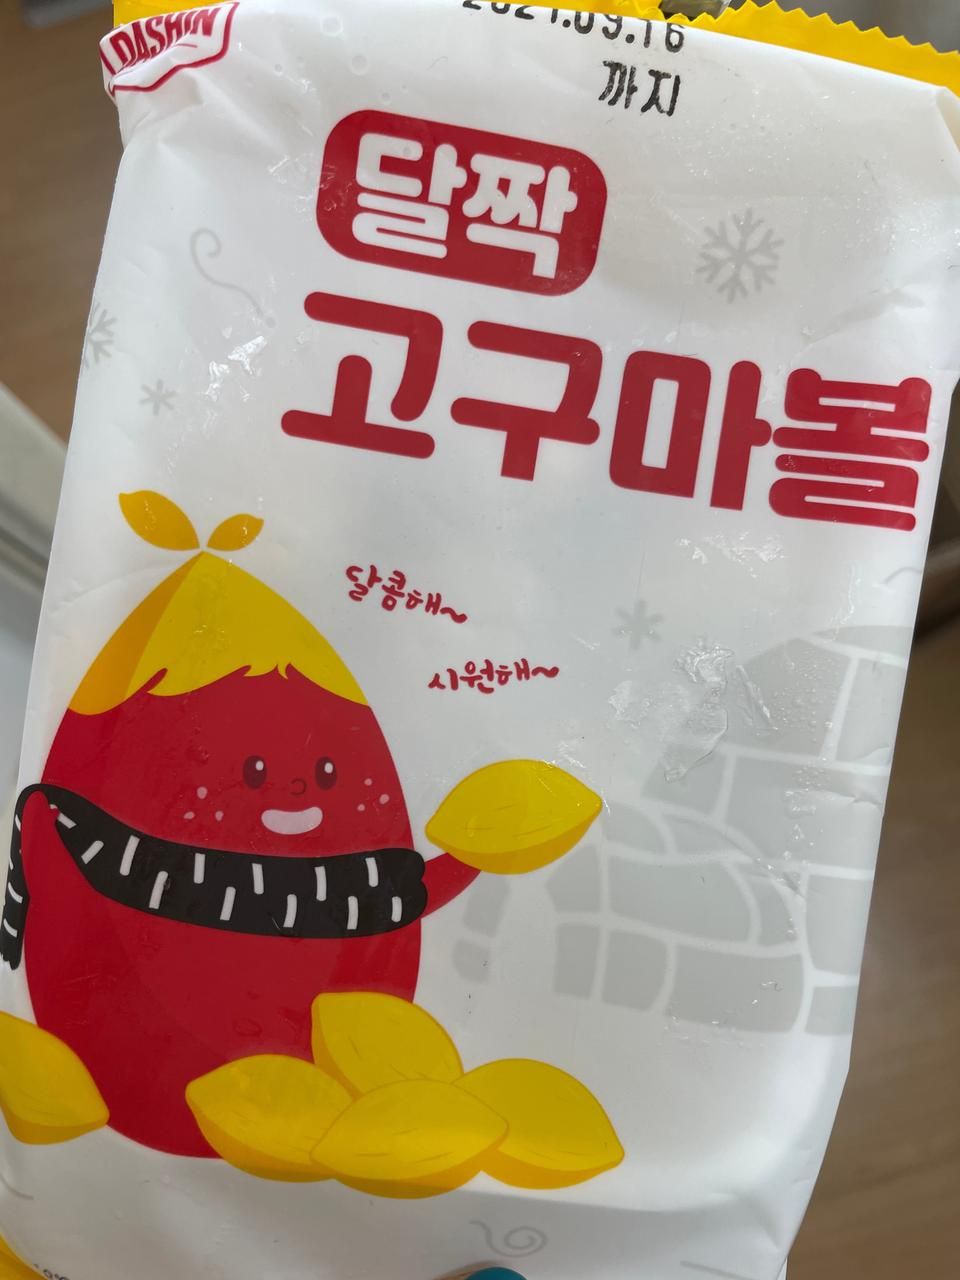 DASHIN
2021.09.16
까지
달짝
고구마볼
달콤해~
시원해~